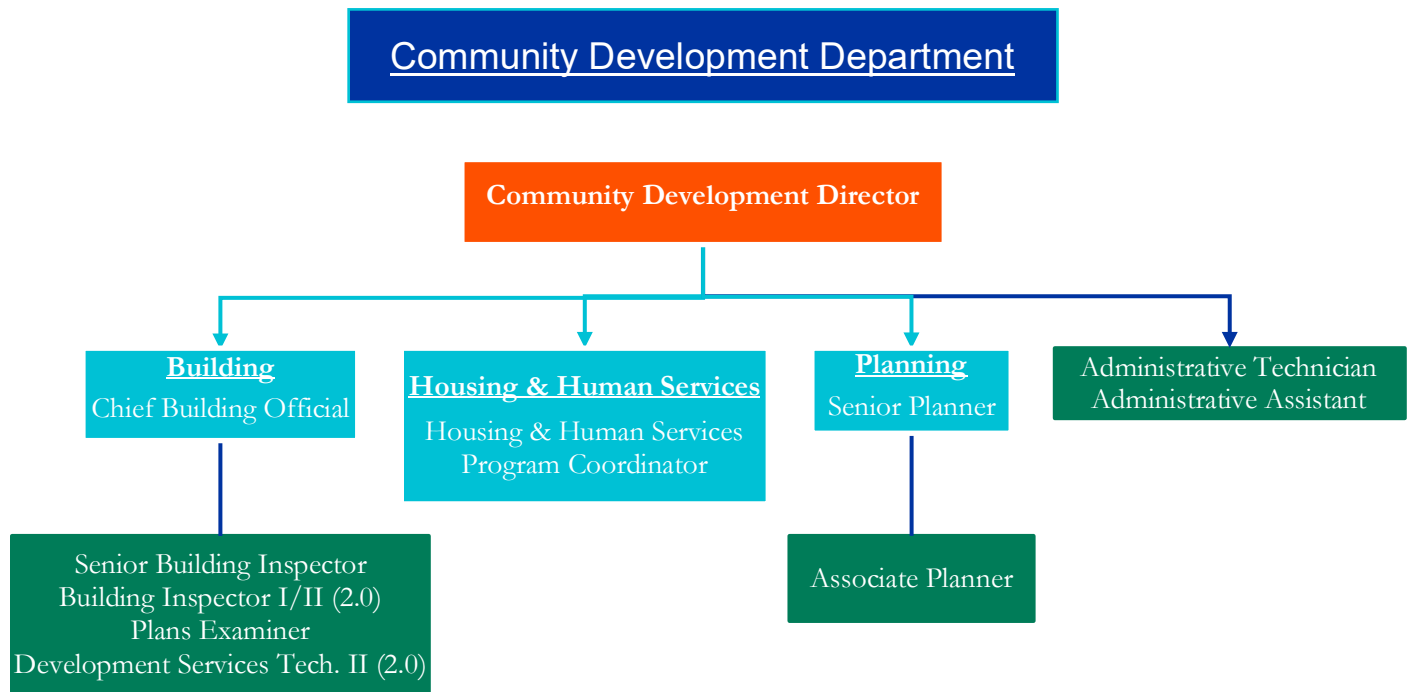 Community Development Department
Community Development Director
Building
Chief Building Official
Housing & Human Services
Housing & Human Services
Program Coordinator
Planning
Senior Planner
Administrative Technician
Administrative Assistant
Senior Building Inspector
Building Inspector I/II (2.0)
Plans Examiner
Development Services Tech. II (2.0)
Associate Planner